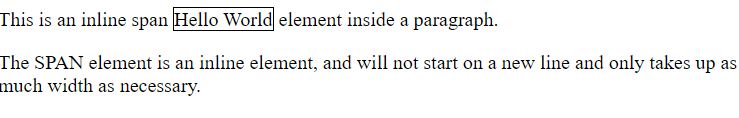 This is an inline span Hello World element inside a paragraph.
The SPAN element is an inline element, and will not start on a new line and only takes up as
much width as necessary.